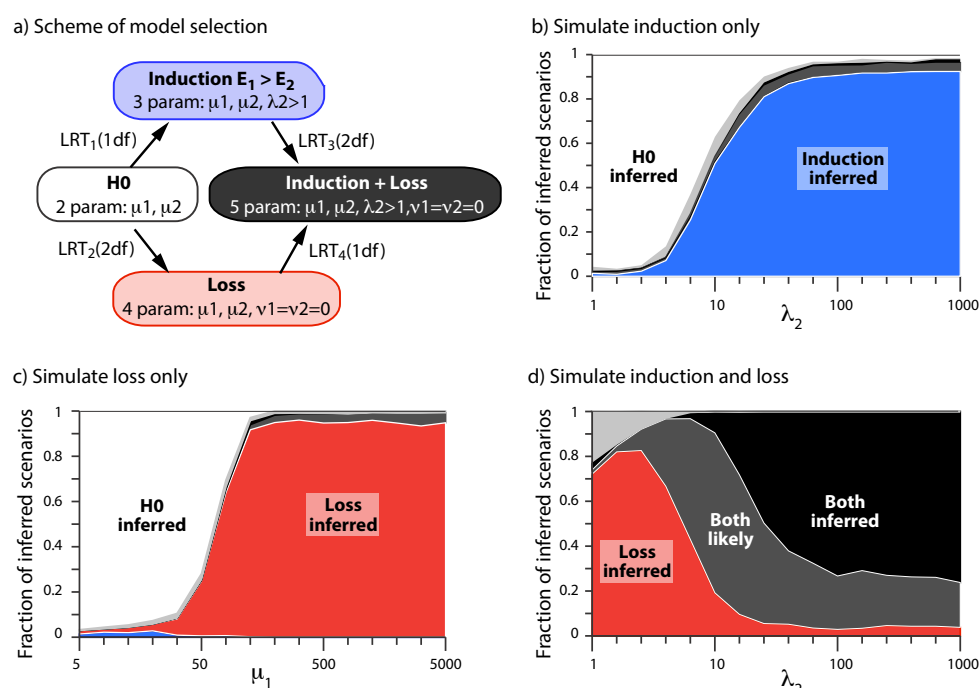 a) Scheme of model selection
Induction E1 > E2
3 param: μ1, μ2, λ2>1
LRT1(1df)
LRT3(2df)
H0
2 param: μ1, μ2
Induction + Loss
5 param: μ1, μ2, λ2>1,ν1=ν2=0
LRT2(2df)
LRT4(1df)
Loss
4 param: μ1, μ2, ν1=ν2=0
b) Simulate induction only
Fraction of inferred scenarios
1
0.8
0.6
0.4
0.2
0
H0
inferred
Induction
inferred
1
10
100
1000
λ2
c) Simulate loss only
Fraction of inferred scenarios
1
0.8
0.6
0.4
0.2
0
H0
inferred
Loss
inferred
5
50
500
5000
μ1
d) Simulate induction and loss
Fraction of inferred scenarios
1
0.8
0.6
0.4
0.2
0
Loss
inferred
Both
likely
Both
inferred
1
10
100
1000
λ2